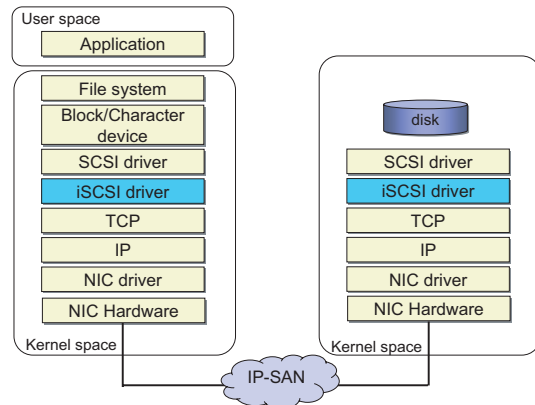 User space
Application
File system
Block/Character
device
SCSI driver
iSCSI driver
TCP
IP
NIC driver
NIC Hardware
Kernel space
disk
SCSI driver
iSCSI driver
TCP
IP
NIC driver
NIC Hardware
Kernel space
IP-SAN